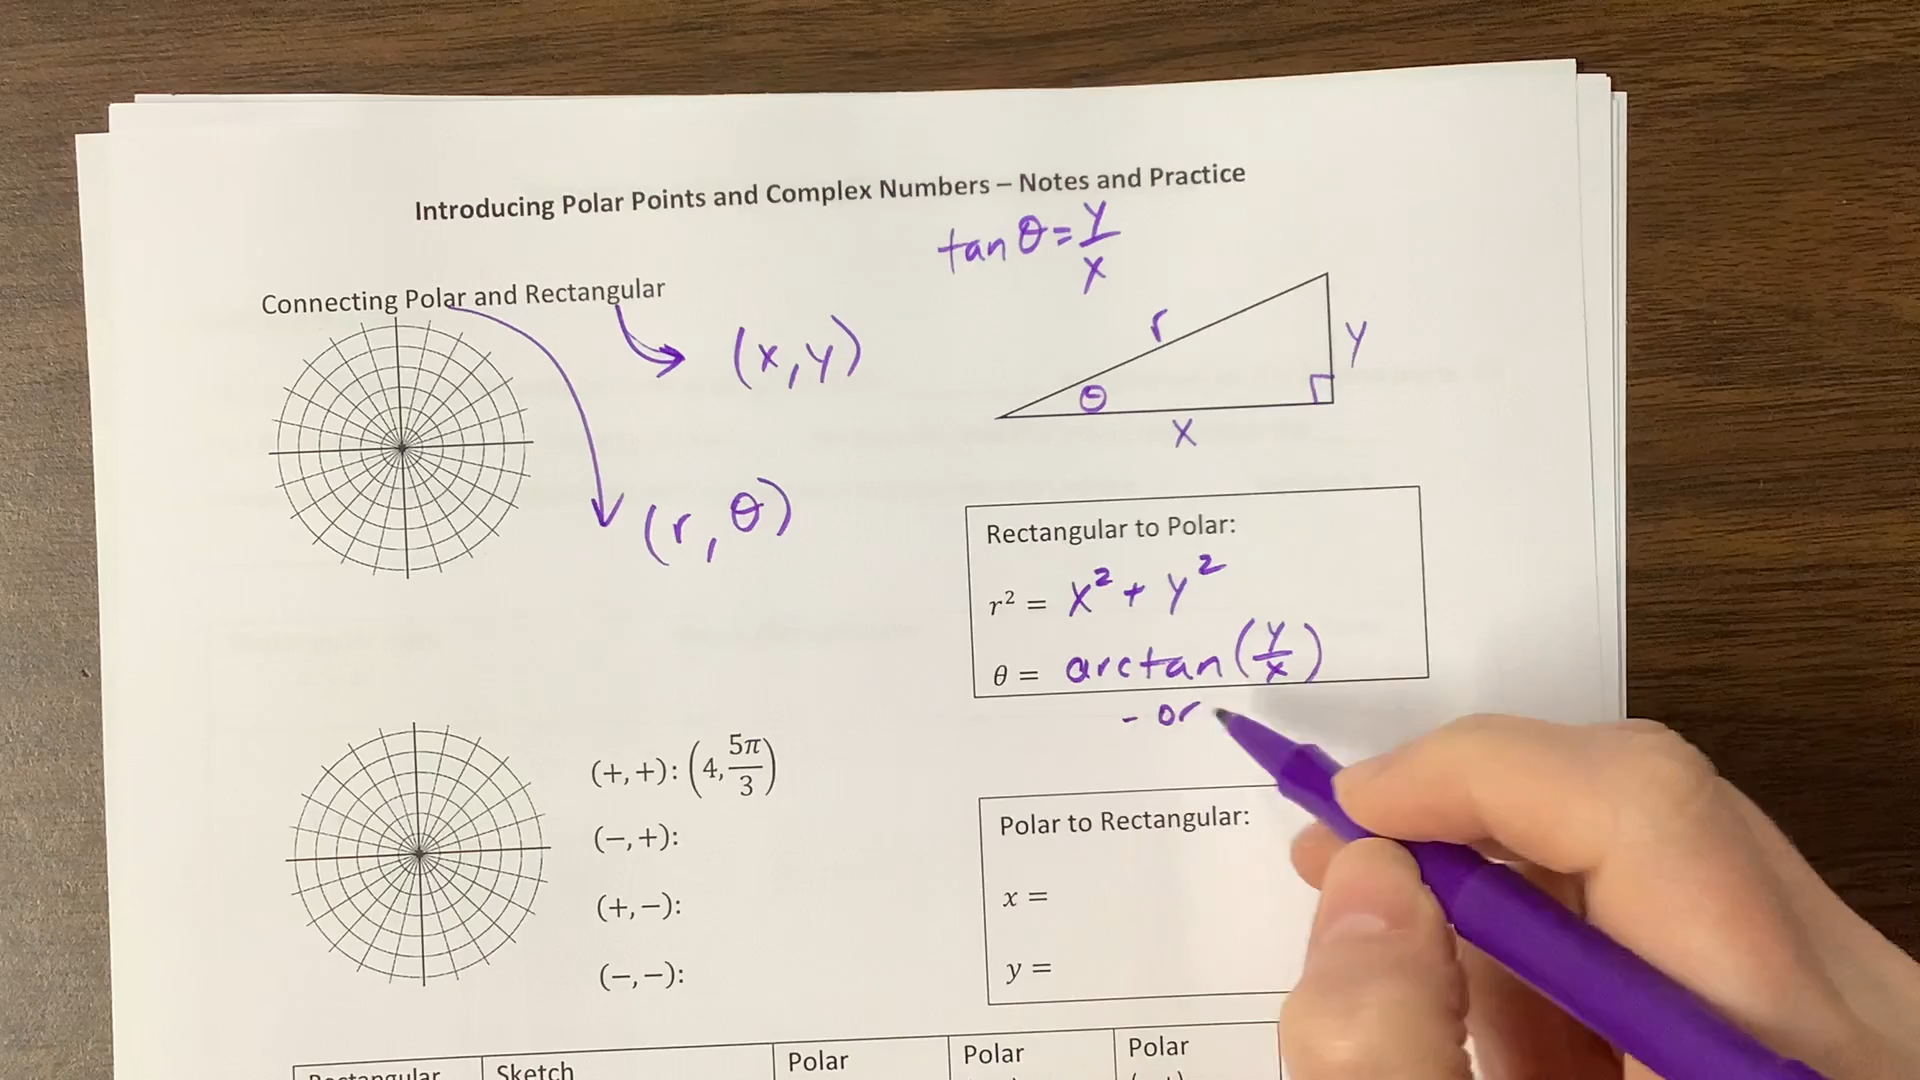 Introducing Polar Points and Complex Numbers – Notes and Practice
tan θ = y/x
Connecting Polar and Rectangular
(x, y)
r
y
θ
x
(r, θ)
Rectangular to Polar:
r² = x² + y²
θ = arctan(y/x)
- or
(+,+): (4, 5π/3)
(−,+):
(+,−):
(−,−):
Polar to Rectangular:
x =
y =
Rectangular
Sketch
Polar
Polar
Polar